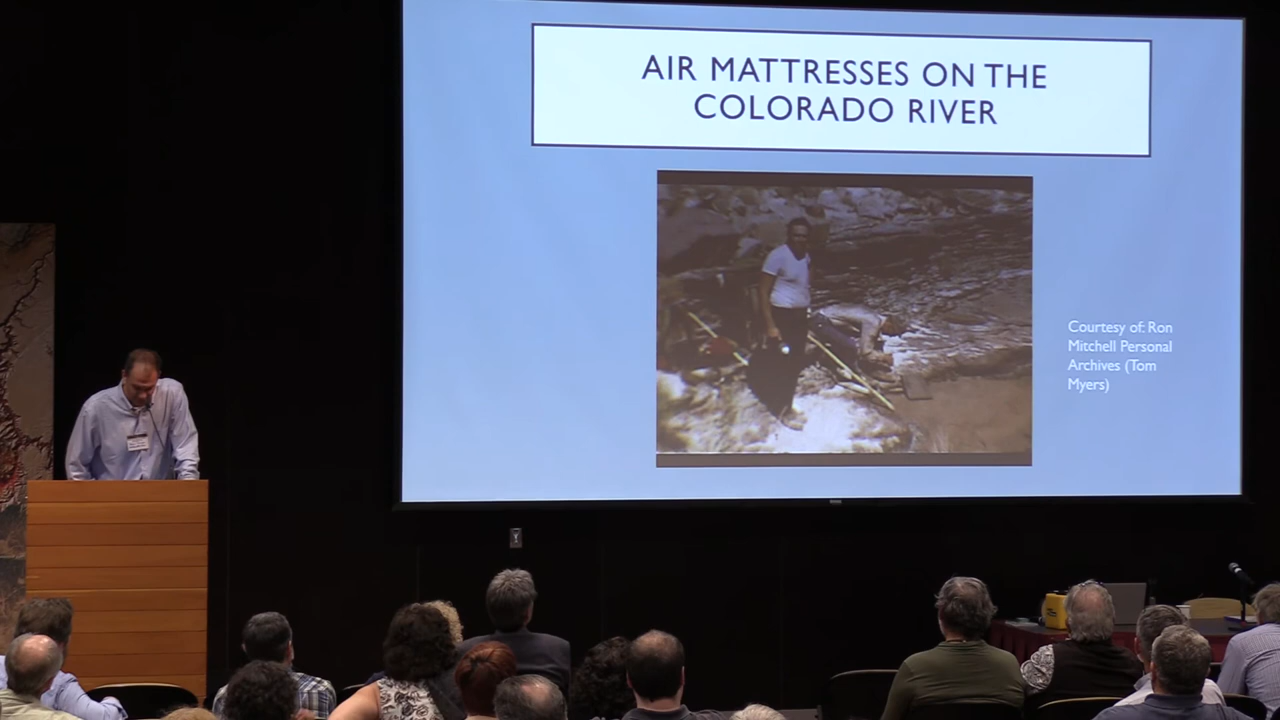 AIR MATTRESSES ON THE
COLORADO RIVER
Courtesy of: Ron
Mitchell Personal
Archives (Tom
Myers)